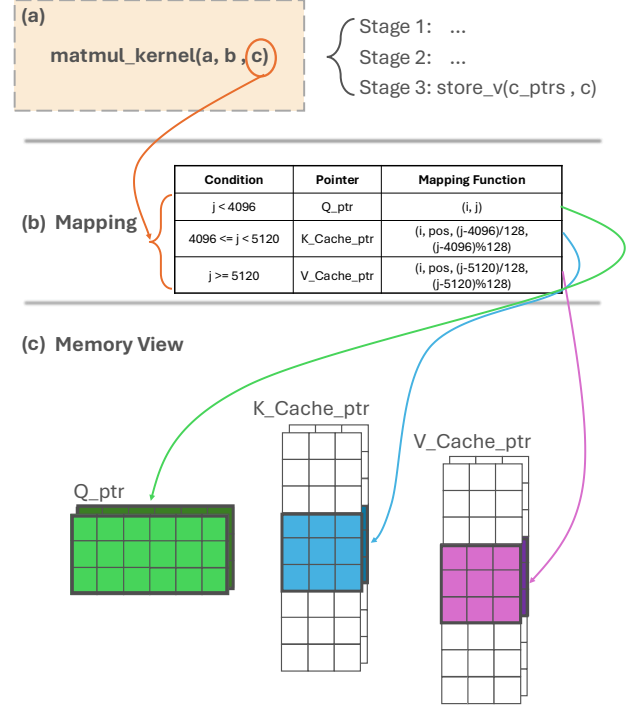 (a)
matmul_kernel(a, b , c)
Stage 1: ...
Stage 2: ...
Stage 3: store_v(c_ptrs , c)
(b) Mapping
Condition Pointer Mapping Function
j < 4096 Q_ptr (i, j)
4096 <= j < 5120 K_Cache_ptr (i, pos, (j-4096)/128,
(j-4096)%128)
j >= 5120 V_Cache_ptr (i, pos, (j-5120)/128,
(j-5120)%128)
(c) Memory View
K_Cache_ptr
V_Cache_ptr
Q_ptr